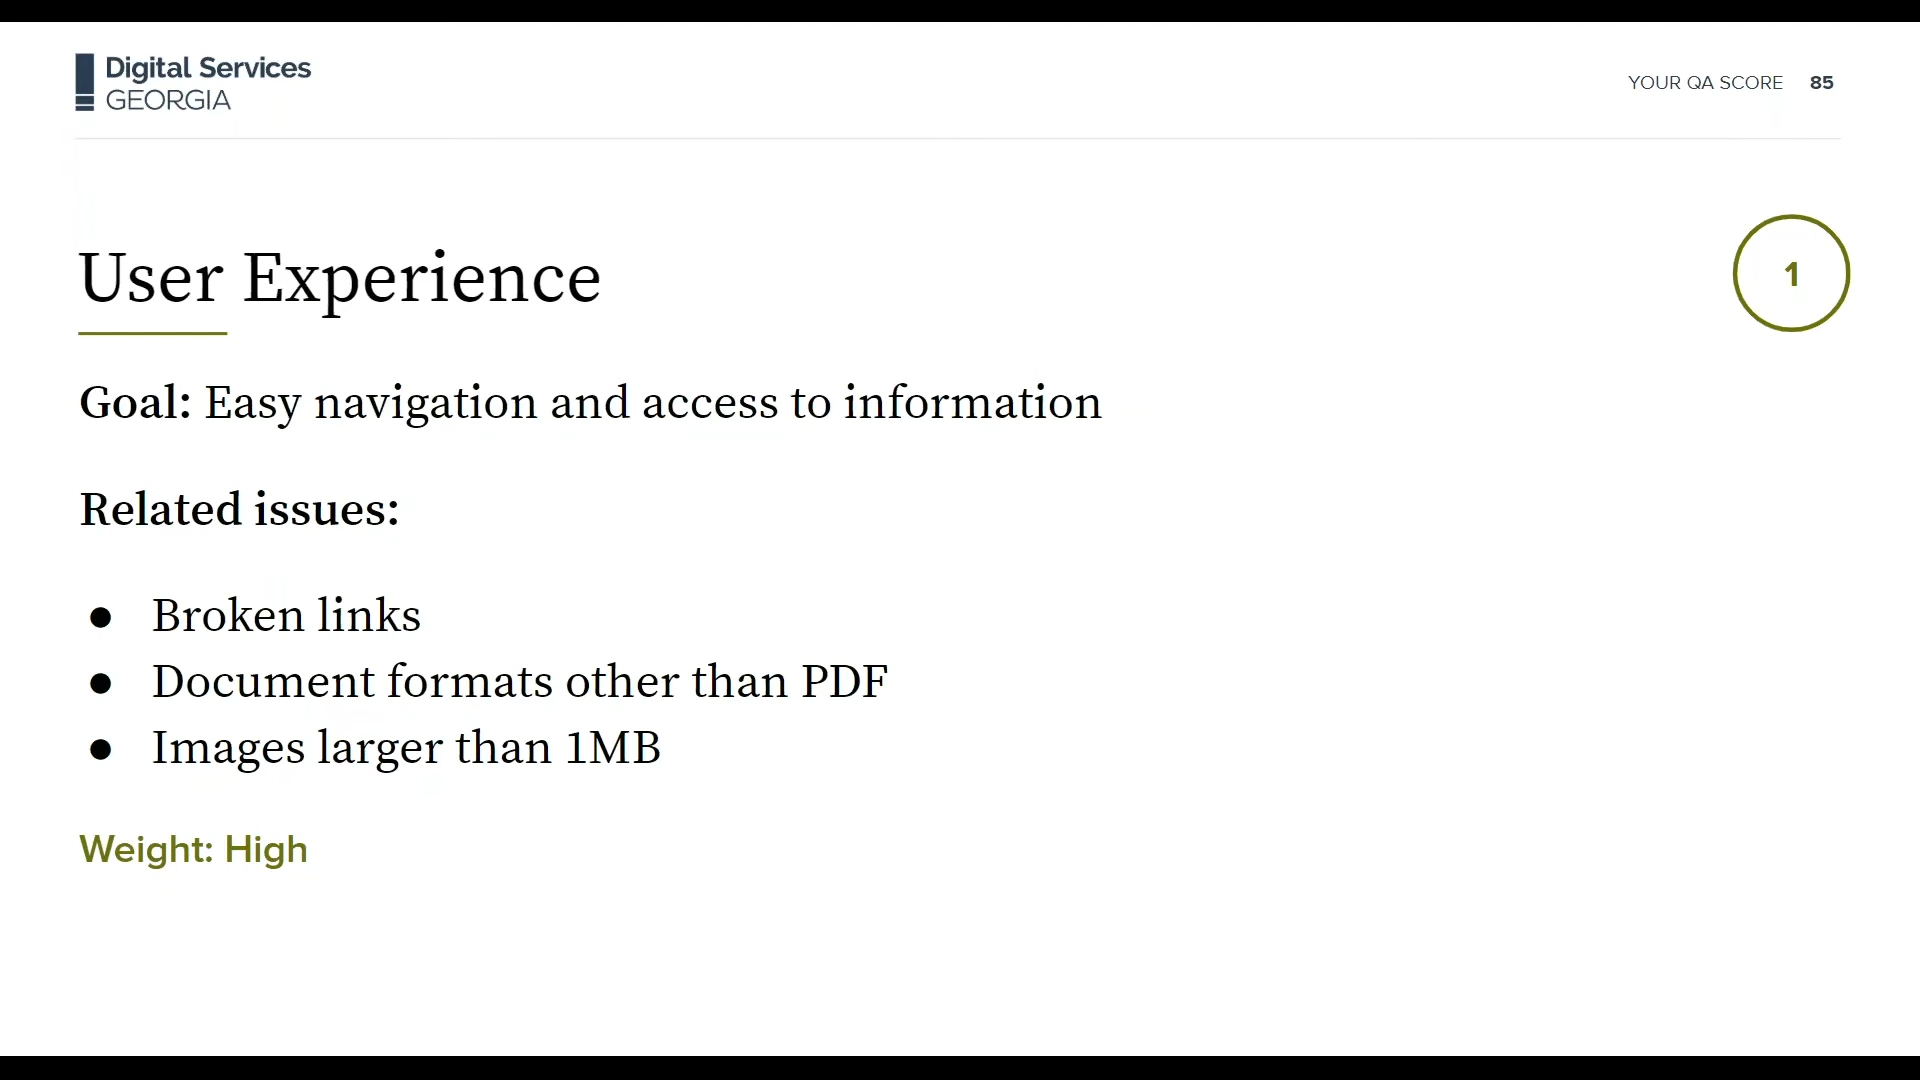 Digital Services
GEORGIA
YOUR QA SCORE 85
User Experience
1
Goal: Easy navigation and access to information
Related issues:
● Broken links
● Document formats other than PDF
● Images larger than 1MB
Weight: High